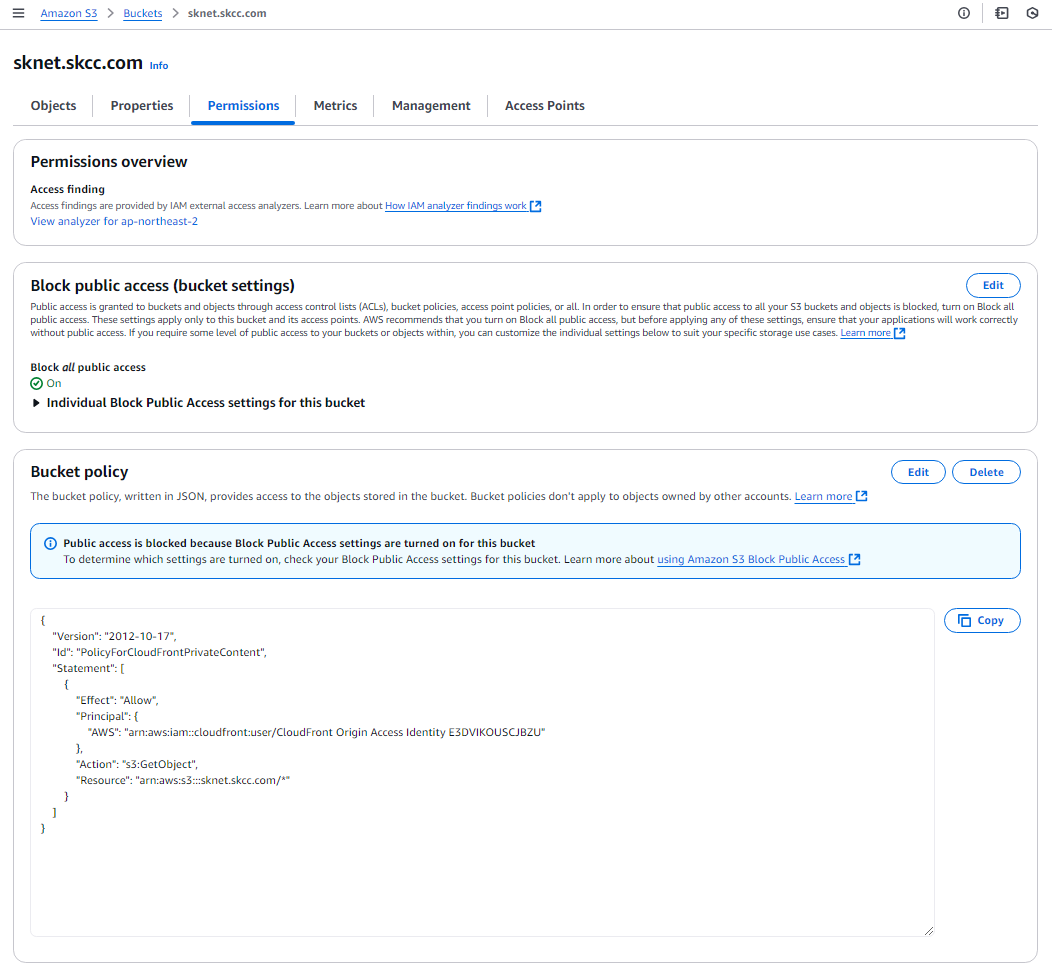 Amazon S3 > Buckets > sknet.skcc.com
sknet.skcc.com Info
Objects Properties Permissions Metrics Management Access Points
Permissions overview
Access finding
Access findings are provided by IAM external access analyzers. Learn more about How IAM analyzer findings work
View analyzer for ap-northeast-2
Block public access (bucket settings)
Edit
Public access is granted to buckets and objects through access control lists (ACLs), bucket policies, access point policies, or all. In order to ensure that public access to all your S3 buckets and objects is blocked, turn on Block all
public access. These settings apply only to this bucket and its access points. AWS recommends that you turn on Block all public access, but before applying any of these settings, ensure that your applications will work correctly
without public access. If you require some level of public access to your buckets or objects within, you can customize the individual settings below to suit your specific storage use cases. Learn more
Block all public access
On
Individual Block Public Access settings for this bucket
Bucket policy
Edit Delete
The bucket policy, written in JSON, provides access to the objects stored in the bucket. Bucket policies don't apply to objects owned by other accounts. Learn more
Public access is blocked because Block Public Access settings are turned on for this bucket
To determine which settings are turned on, check your Block Public Access settings for this bucket. Learn more about using Amazon S3 Block Public Access
Copy
{
"Version": "2012-10-17",
"Id": "PolicyForCloudFrontPrivateContent",
"Statement": [
{
"Effect": "Allow",
"Principal": {
"AWS": "arn:aws:iam::cloudfront:user/CloudFront Origin Access Identity E3DVIKOUSCJBZU"
},
"Action": "s3:GetObject",
"Resource": "arn:aws:s3:::sknet.skcc.com/*"
}
]
}